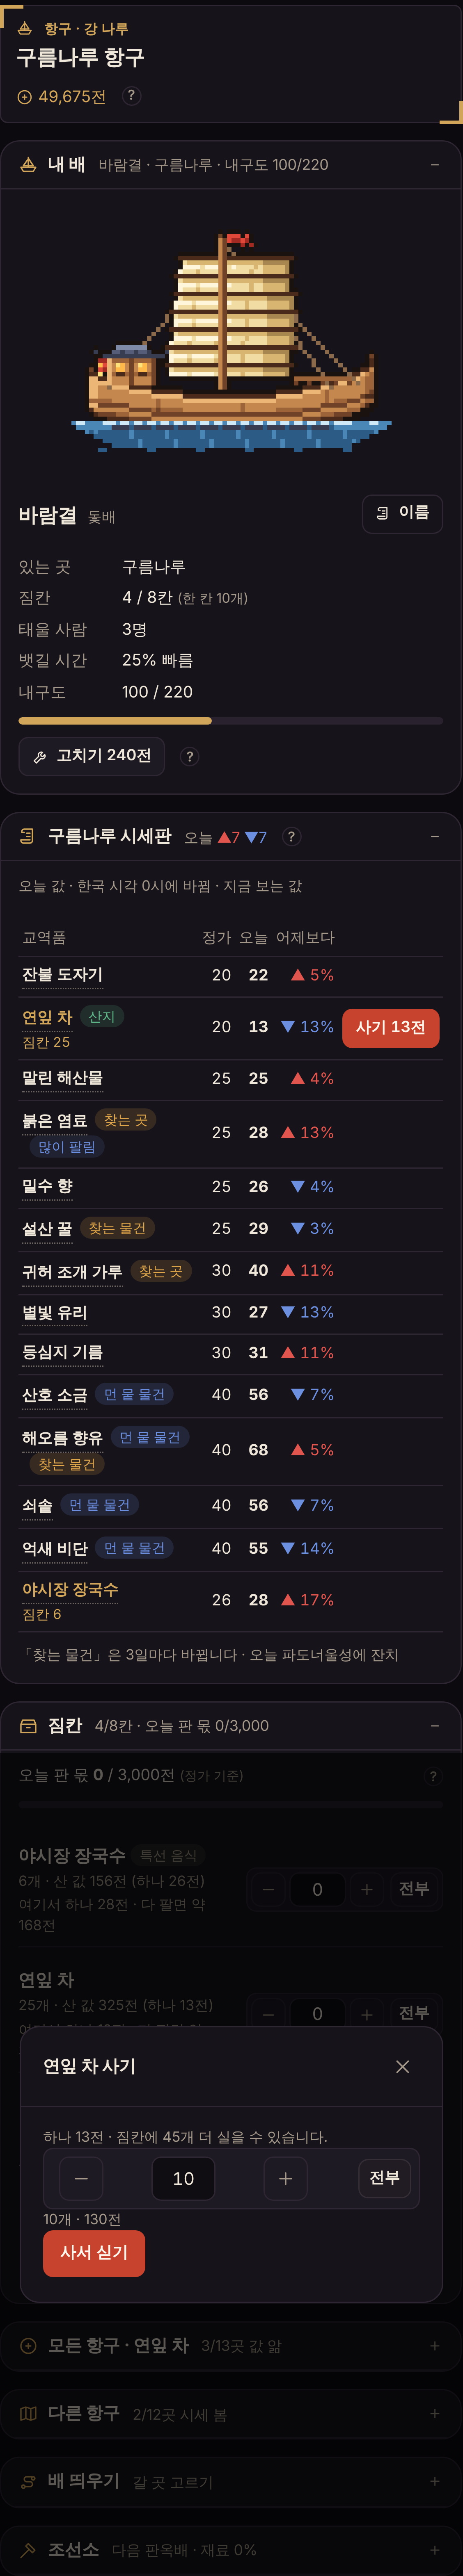 항구 · 강 나루
구름나루 항구
49,675전 ?
내 배 바람결 · 구름나루 · 내구도 100/220 −
바람결 돛배 이름
있는 곳 구름나루
짐칸 4 / 8칸 (한 칸 10개)
태울 사람 3명
뱃길 시간 25% 빠름
내구도 100 / 220
고치기 240전 ?
구름나루 시세판 오늘 ▲7 ▼7 ? −
오늘 값 · 한국 시각 0시에 바뀜 · 지금 보는 값
교역품 정가 오늘 어제보다
잔불 도자기 20 22 ▲ 5%
연잎 차 산지 20 13 ▼ 13% 사기 13전
짐칸 25
말린 해산물 25 25 ▲ 4%
붉은 염료 찾는 곳 25 28 ▲ 13%
많이 팔림
밀수 향 25 26 ▼ 4%
설산 꿀 찾는 물건 25 29 ▼ 3%
귀허 조개 가루 찾는 곳 30 40 ▲ 11%
별빛 유리 30 27 ▼ 13%
등심지 기름 30 31 ▲ 11%
산호 소금 먼 뭍 물건 40 56 ▼ 7%
해오름 향유 먼 뭍 물건 40 68 ▲ 5%
찾는 물건
쇠솥 먼 뭍 물건 40 56 ▼ 7%
억새 비단 먼 뭍 물건 40 55 ▼ 14%
야시장 장국수 26 28 ▲ 17%
짐칸 6
「찾는 물건」은 3일마다 바뀝니다 · 오늘 파도너울성에 잔치
짐칸 4/8칸 · 오늘 판 몫 0/3,000 −
오늘 판 몫 0 / 3,000전 (정가 기준) ?
야시장 장국수 특선 음식
6개 · 산 값 156전 (하나 26전) − 0 + 전부
여기서 하나 28전 · 다 팔면 약
168전
연잎 차
25개 · 산 값 325전 (하나 13전) − 0 + 전부
연잎 차 사기 ×
하나 13전 · 짐칸에 45개 더 실을 수 있습니다.
− 10 + 전부
10개 · 130전
사서 싣기
모든 항구 · 연잎 차 3/13곳 값 앎 +
다른 항구 2/12곳 시세 봄 +
배 띄우기 갈 곳 고르기 +
조선소 다음 판옥배 · 재료 0% +